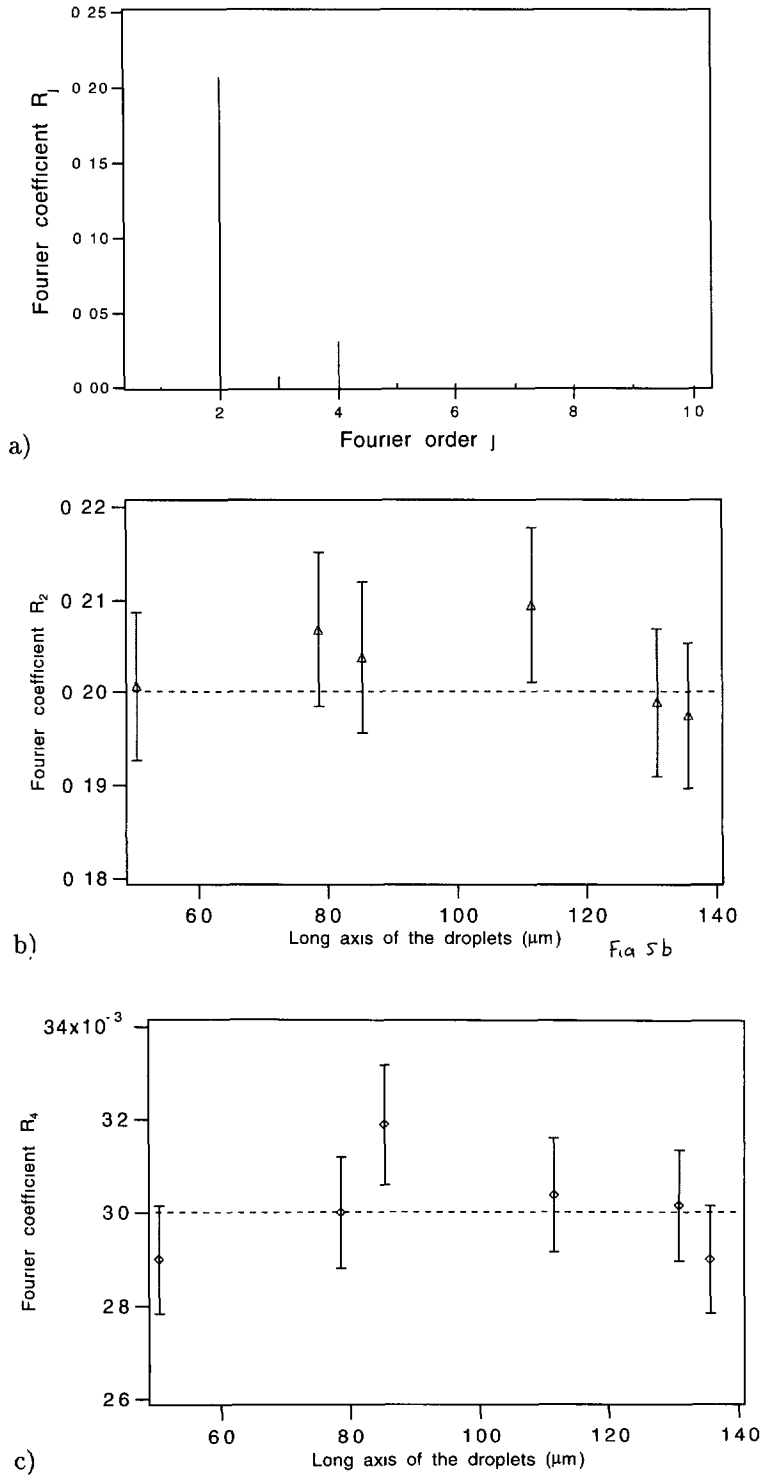 0 25
0 20
0 15
0 10
0 05
0 00
Fourier coefficient Rj
2 4 6 8 10
Fourier order j
a)
0 22
0 21
0 20
0 19
0 18
Fourier coefficient R2
60 80 100 120 140
Long axis of the droplets (µm)
Fig 5b
b)
34x10-3
32
30
28
26
Fourier coefficient R4
60 80 100 120 140
Long axis of the droplets (µm)
c)